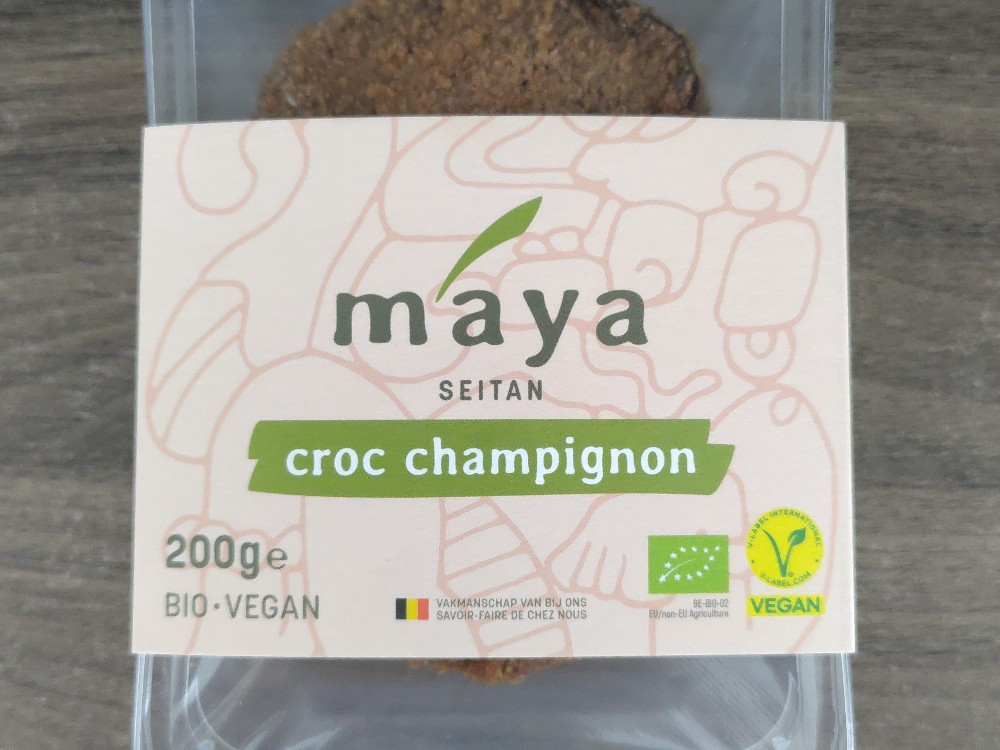 maya
SEITAN
croc champignon
200g e
BIO • VEGAN
VAKMANSCHAP VAN BIJ ONS
SAVOIR-FAIRE DE CHEZ NOUS
BE-BIO-02
EU/non-EU Agriculture
V-LABEL INTERNATIONAL
V-LABEL.COM
VEGAN